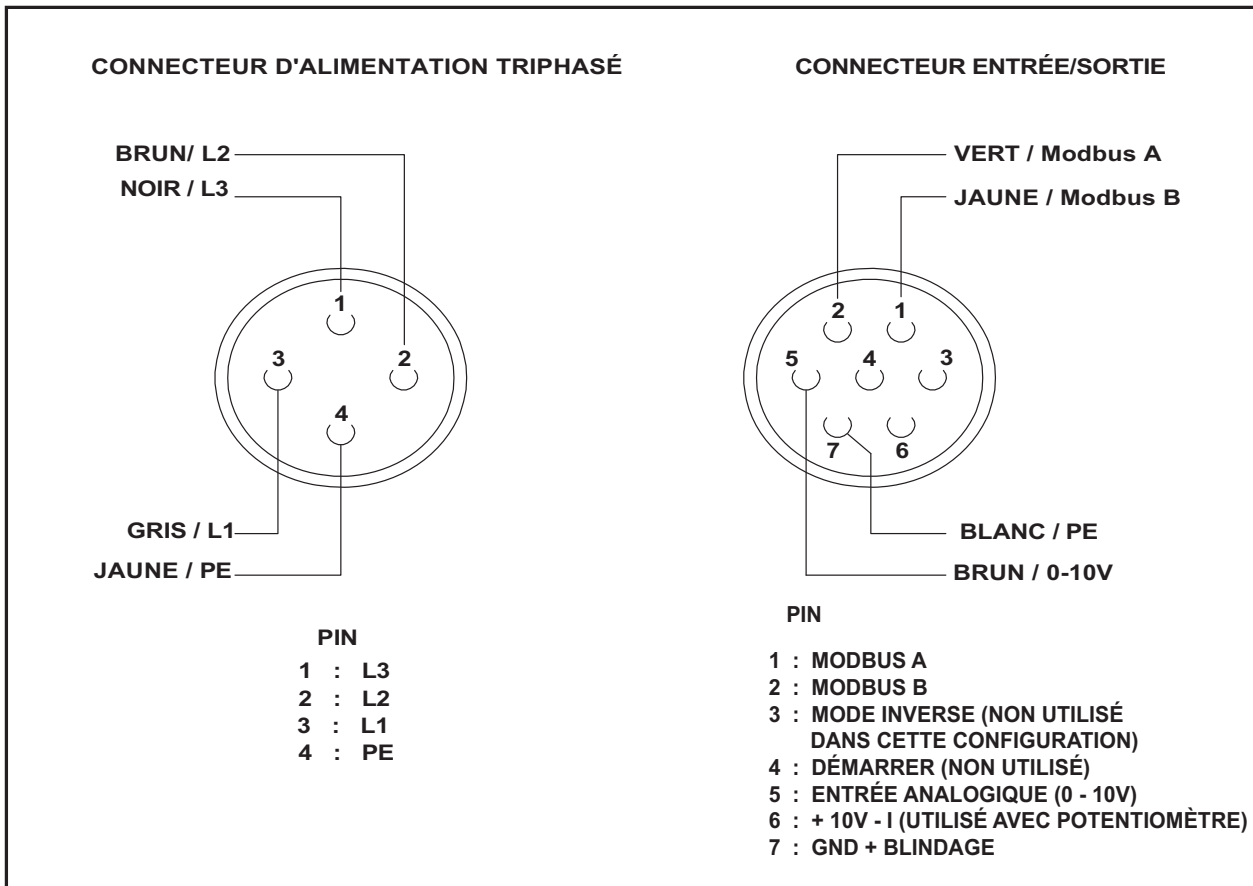 CONNECTEUR D'ALIMENTATION TRIPHASÉ
BRUN/ L2
NOIR / L3
1
3
2
4
GRIS / L1
JAUNE / PE
PIN
1 : L3
2 : L2
3 : L1
4 : PE
CONNECTEUR ENTRÉE/SORTIE
VERT / Modbus A
JAUNE / Modbus B
2 1
5 4 3
7 6
BLANC / PE
BRUN / 0-10V
PIN
1 : MODBUS A
2 : MODBUS B
3 : MODE INVERSE (NON UTILISÉ
DANS CETTE CONFIGURATION)
4 : DÉMARRER (NON UTILISÉ)
5 : ENTRÉE ANALOGIQUE (0 - 10V)
6 : + 10V - I (UTILISÉ AVEC POTENTIOMÈTRE)
7 : GND + BLINDAGE